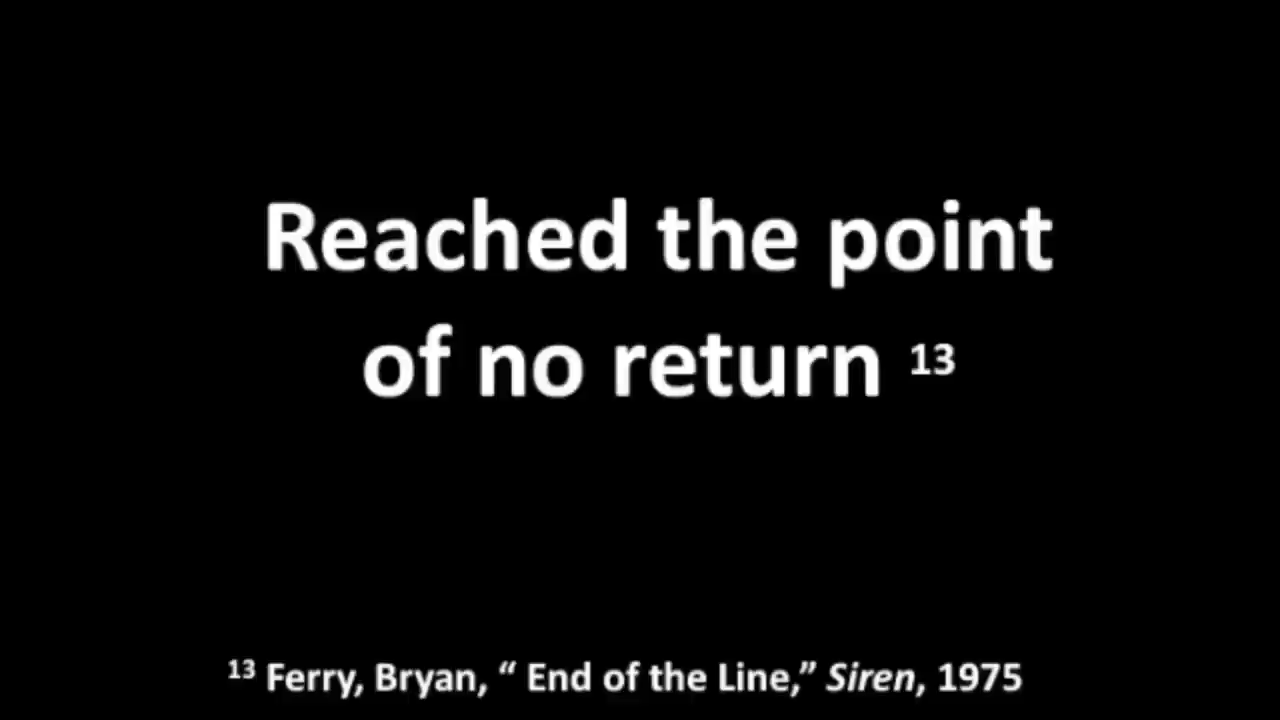 Reached the point
of no return 13
13 Ferry, Bryan, “ End of the Line,” Siren, 1975